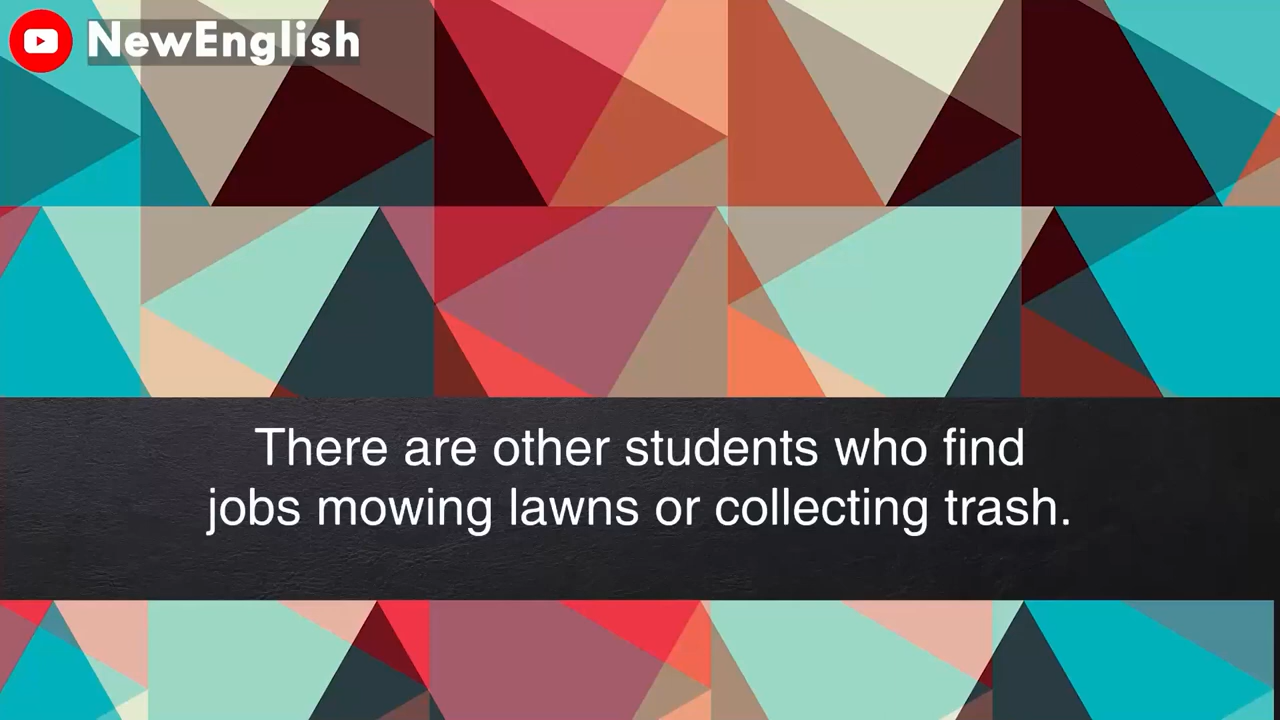 NewEnglish
There are other students who find
jobs mowing lawns or collecting trash.